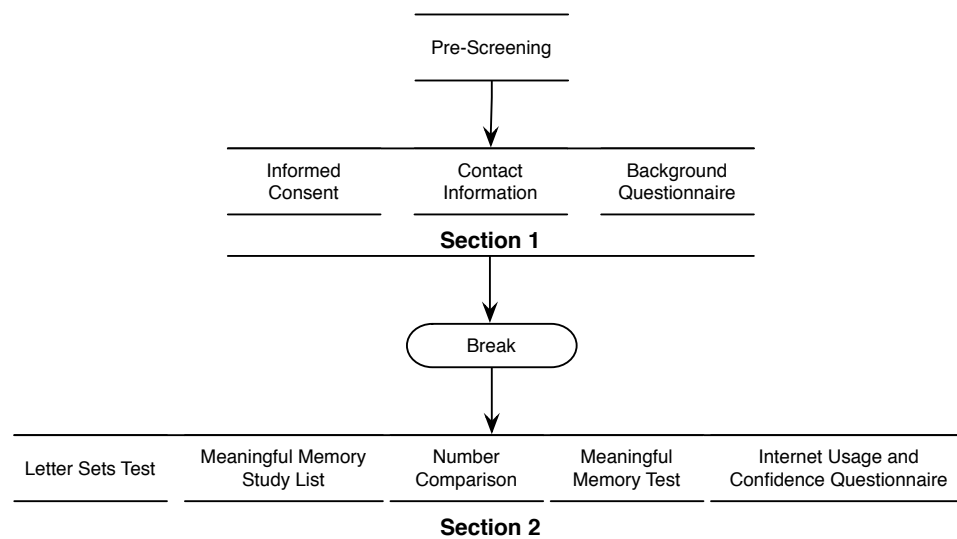 Pre-Screening
Informed
Consent
Contact
Information
Background
Questionnaire
Section 1
Break
Letter Sets Test
Meaningful Memory
Study List
Number
Comparison
Meaningful
Memory Test
Internet Usage and
Confidence Questionnaire
Section 2